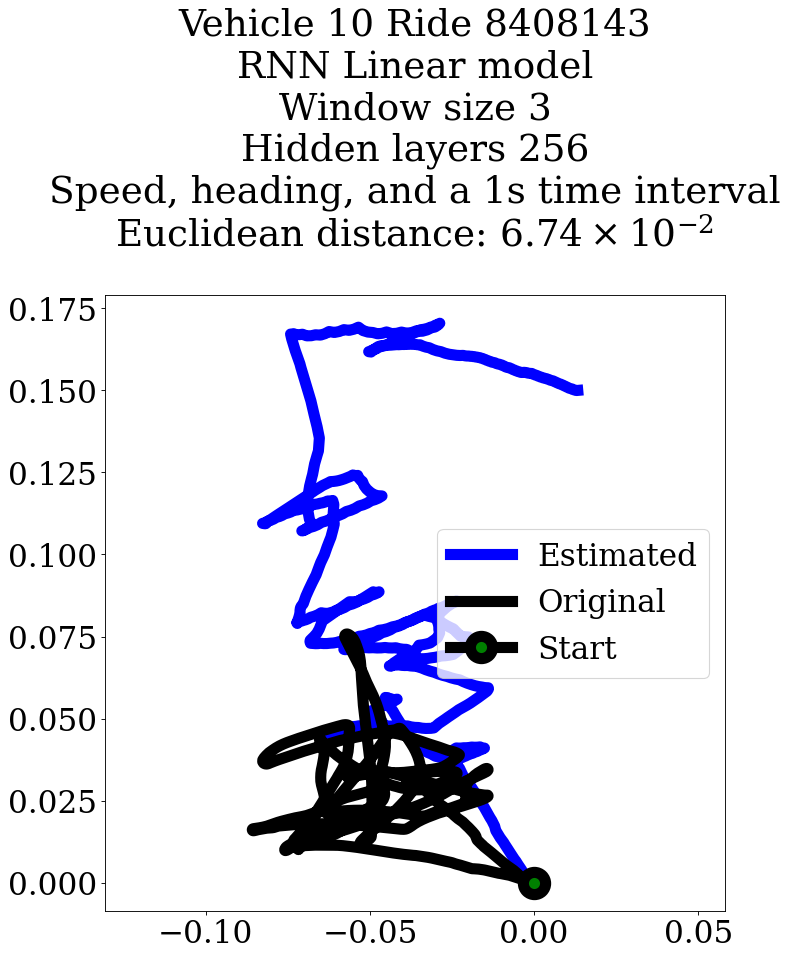 Vehicle 10 Ride 8408143
RNN Linear model
Window size 3
Hidden layers 256
Speed, heading, and a 1s time interval
Euclidean distance: 6.74 × 10⁻²
0.175
0.150
0.125
0.100
0.075
0.050
0.025
0.000
Estimated
Original
Start
−0.10
−0.05
0.00
0.05